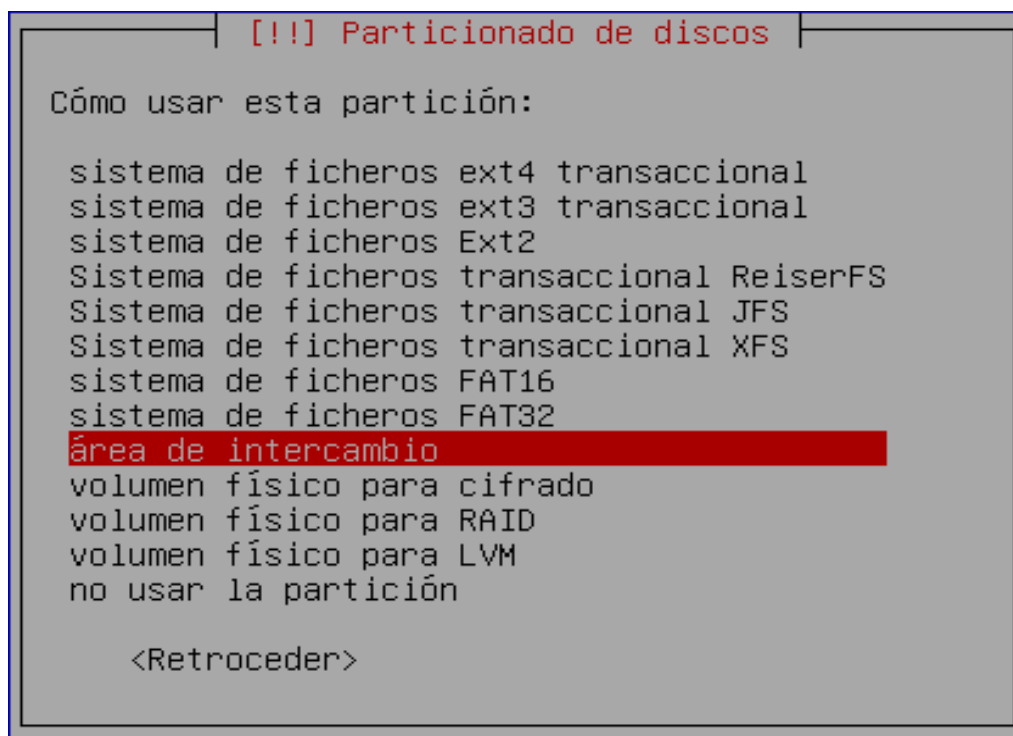 [!!] Particionado de discos
Cómo usar esta partición:
sistema de ficheros ext4 transaccional
sistema de ficheros ext3 transaccional
sistema de ficheros Ext2
Sistema de ficheros transaccional ReiserFS
Sistema de ficheros transaccional JFS
Sistema de ficheros transaccional XFS
sistema de ficheros FAT16
sistema de ficheros FAT32
área de intercambio
volumen físico para cifrado
volumen físico para RAID
volumen físico para LVM
no usar la partición
<Retroceder>